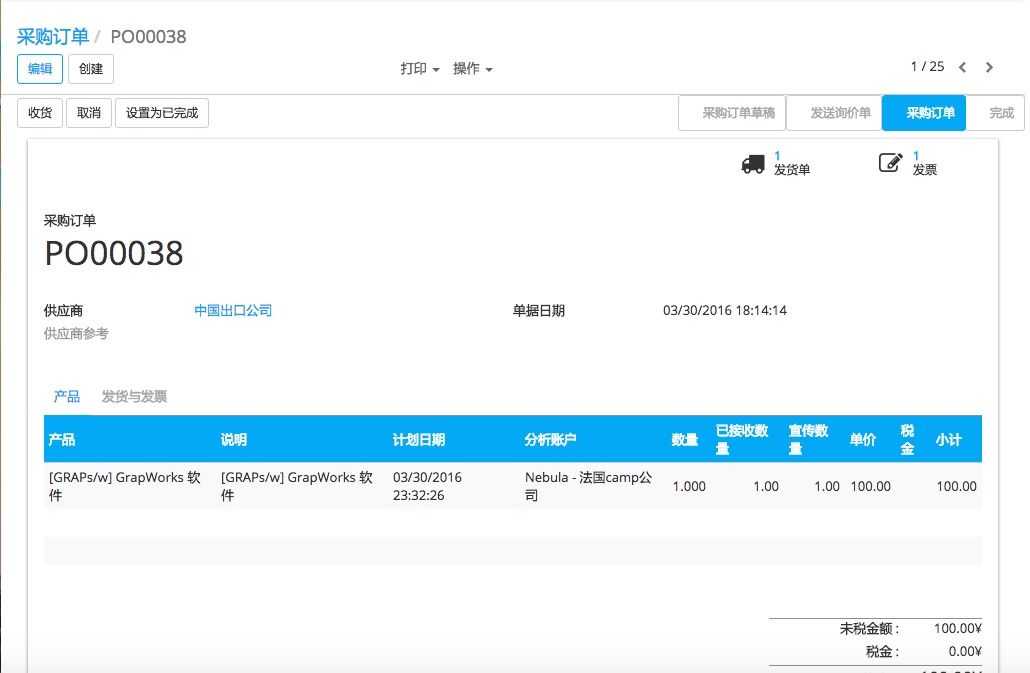 采购订单 / PO00038
编辑 创建 打印 操作 1 / 25
收货 取消 设置为已完成 采购订单草稿 发送询价单 采购订单 完成
1 发货单 1 发票
采购订单
PO00038
供应商 中国出口公司 单据日期 03/30/2016 18:14:14
供应商参考
产品 发货与发票
产品 说明 计划日期 分析账户 数量 已接收数量 宣传数量 单价 税金 小计
[GRAPs/w] GrapWorks 软件 [GRAPs/w] GrapWorks 软件 03/30/2016 23:32:26 Nebula - 法国camp公司 1.000 1.00 1.00 100.00 100.00
未税金额 : 100.00¥
税金 : 0.00¥